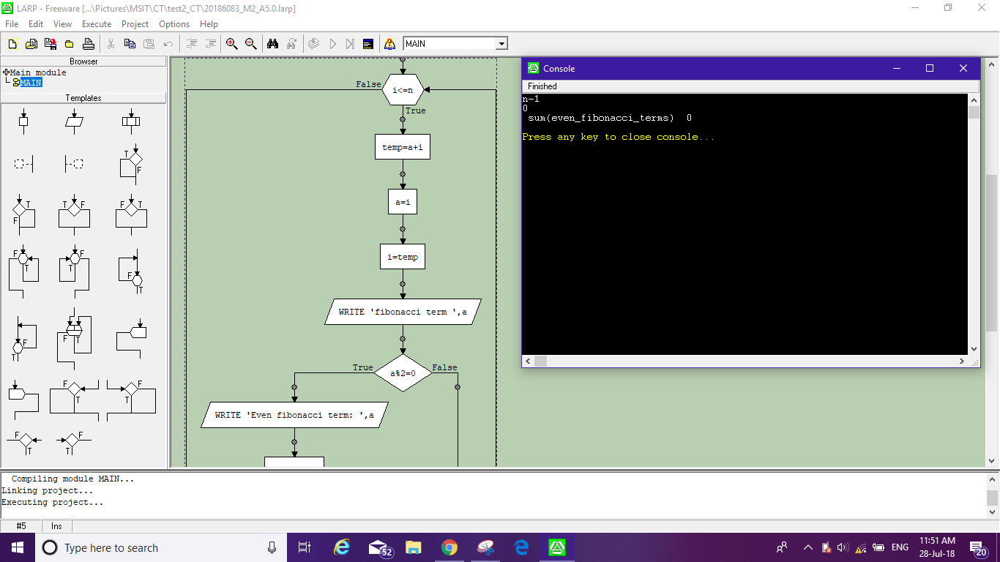 LARP - Freeware [...\Pictures\MSIT\CT\test2_CT\20186083_M2_A5.0.larp]
File Edit View Execute Project Options Help
MAIN
Browser
Main module
MAIN
Templates
T
F
T
F
T F
F T
F
T
F
T
F
T
F
T
F T
F
T
F
T
F
T
F
T
False
i<=n
True
temp=a+i
a=i
i=temp
WRITE 'fibonacci term ',a
True
a%2=0
False
WRITE 'Even fibonacci term: ',a
Console
Finished
n-1
0
sum(even_fibonacci_terms) 0
Press any key to close console...
Compiling module MAIN...
Linking project...
Executing project...
#5 Ins
Type here to search
52
ENG
11:51 AM
28-Jul-18
20